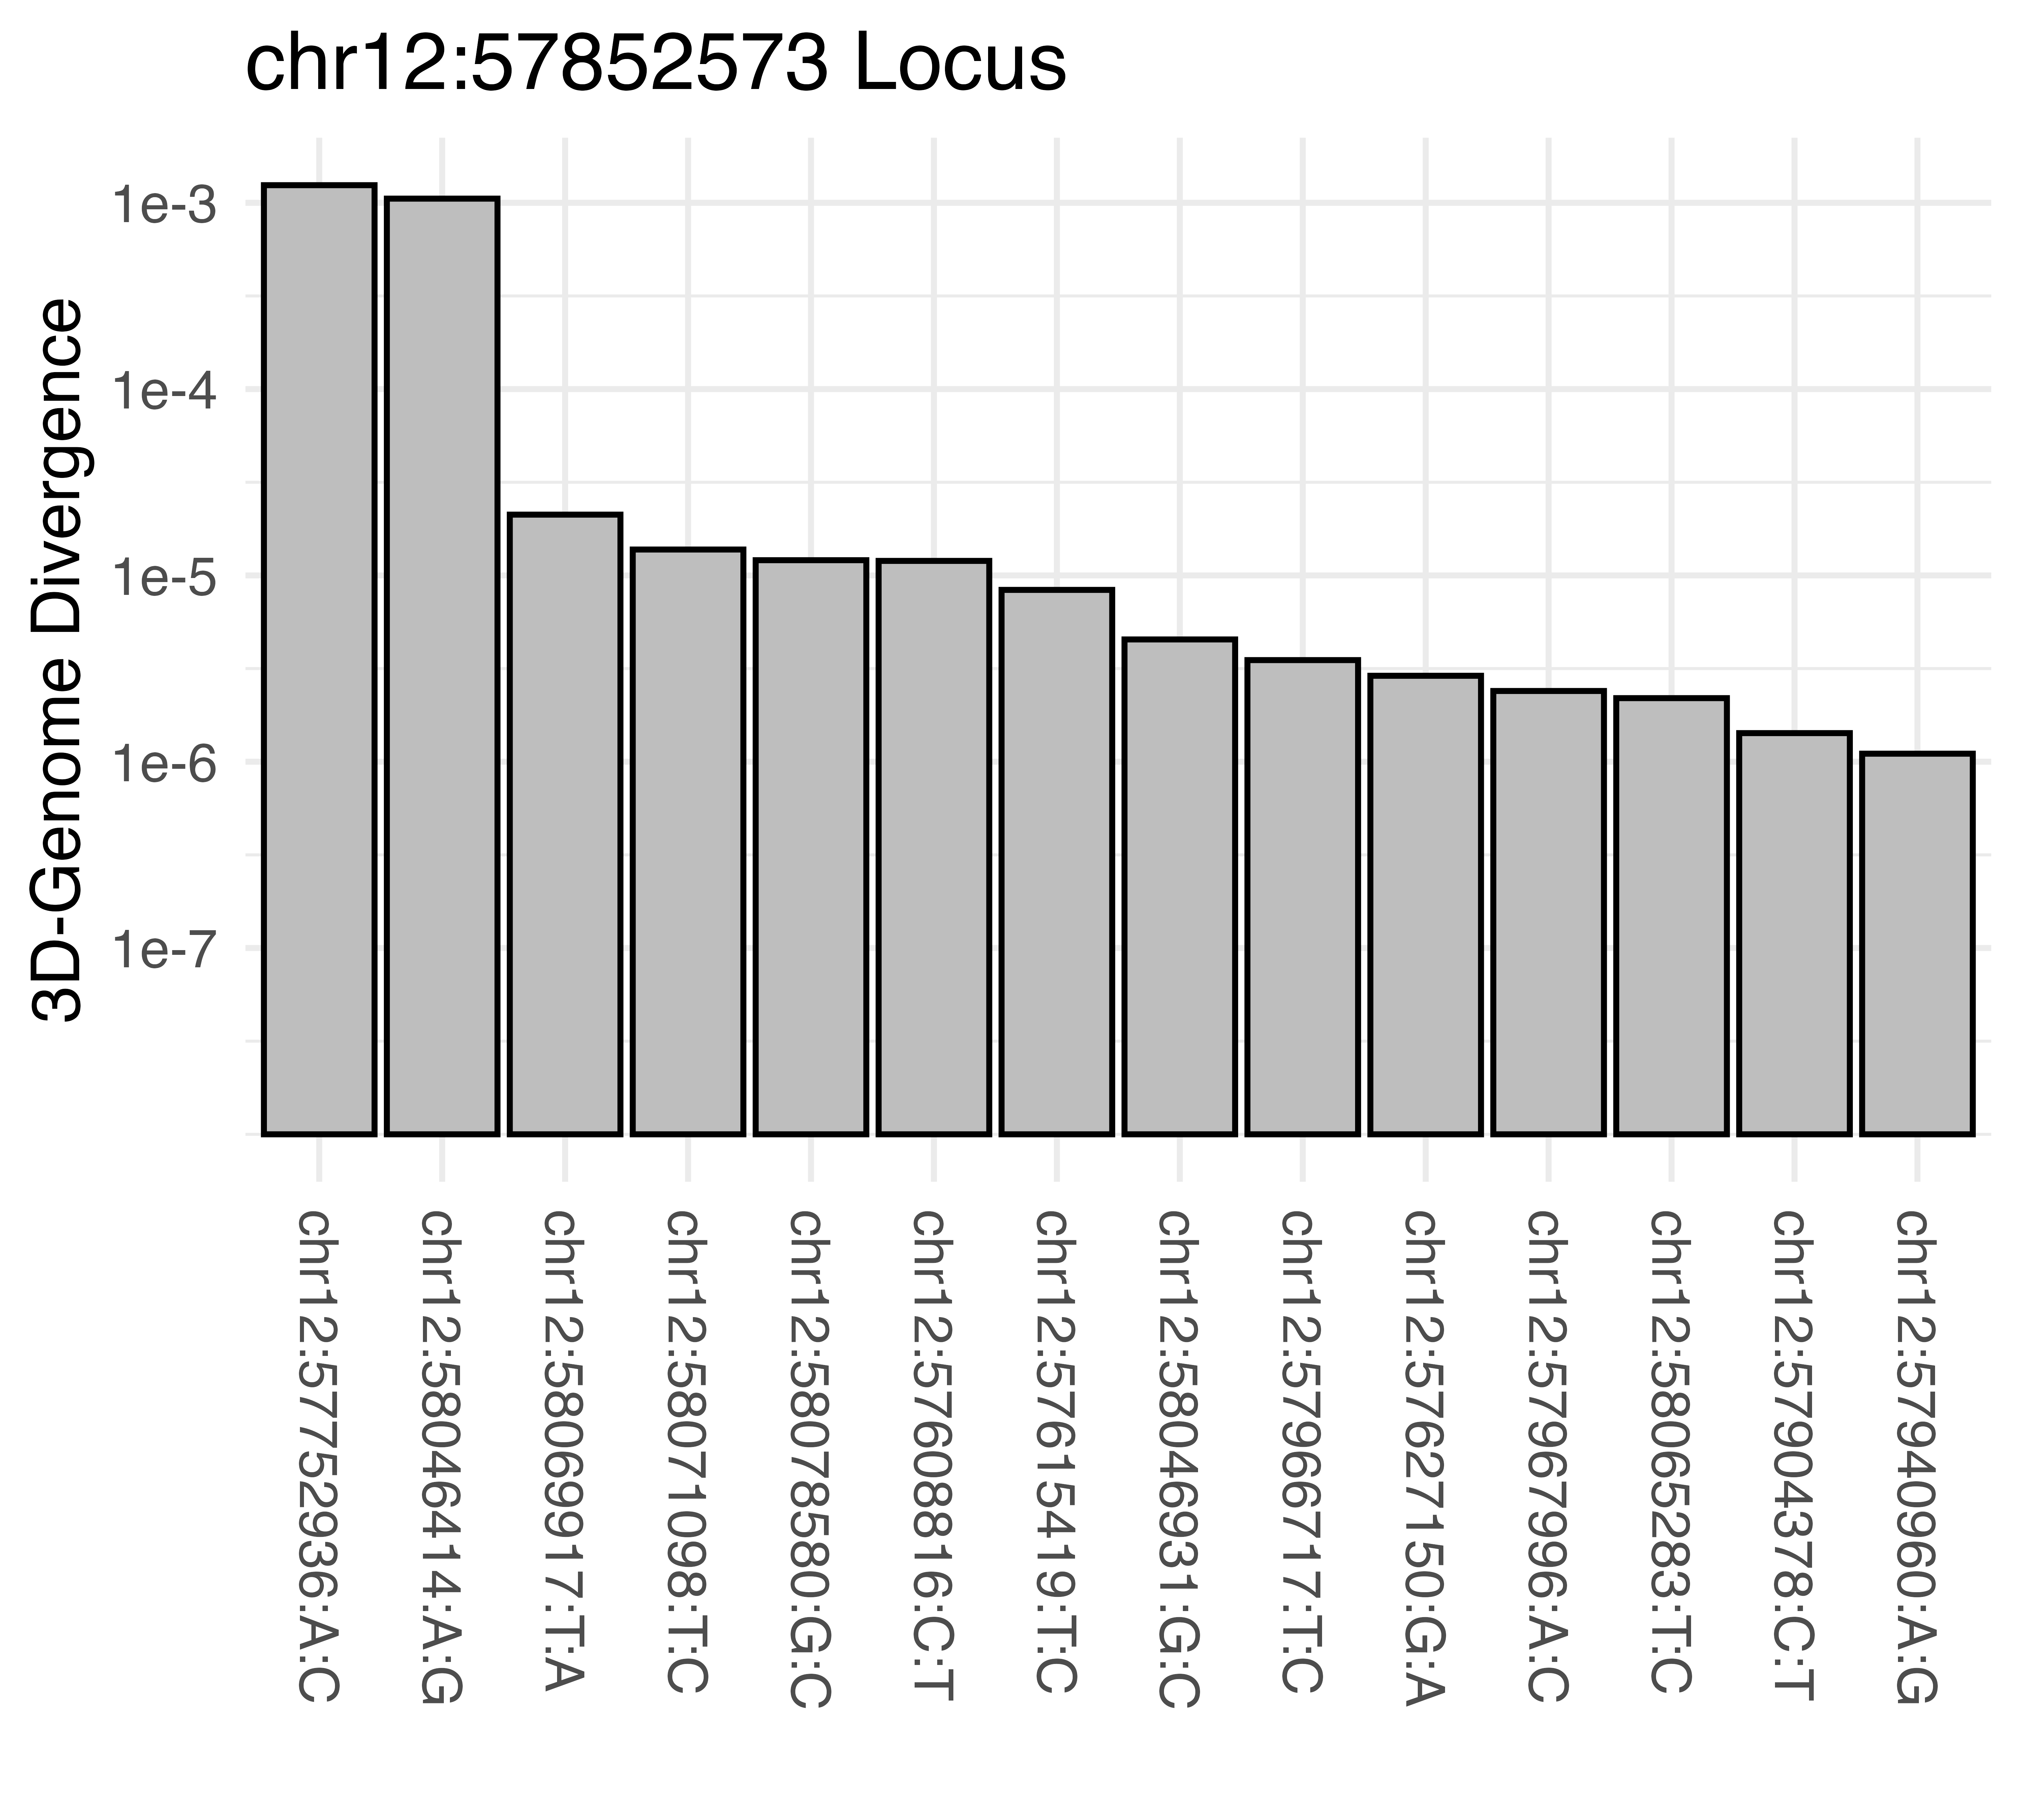 chr12:57852573 Locus
3D-Genome Divergence
1e-3
1e-4
1e-5
1e-6
1e-7
chr12:57752936:A:C
chr12:58046414:A:G
chr12:58069917:T:A
chr12:58071098:T:C
chr12:58078580:G:C
chr12:57608816:C:T
chr12:57615419:T:C
chr12:58046931:G:C
chr12:57966717:T:C
chr12:57627150:G:A
chr12:57967996:A:C
chr12:58065283:T:C
chr12:57904378:C:T
chr12:57940960:A:G